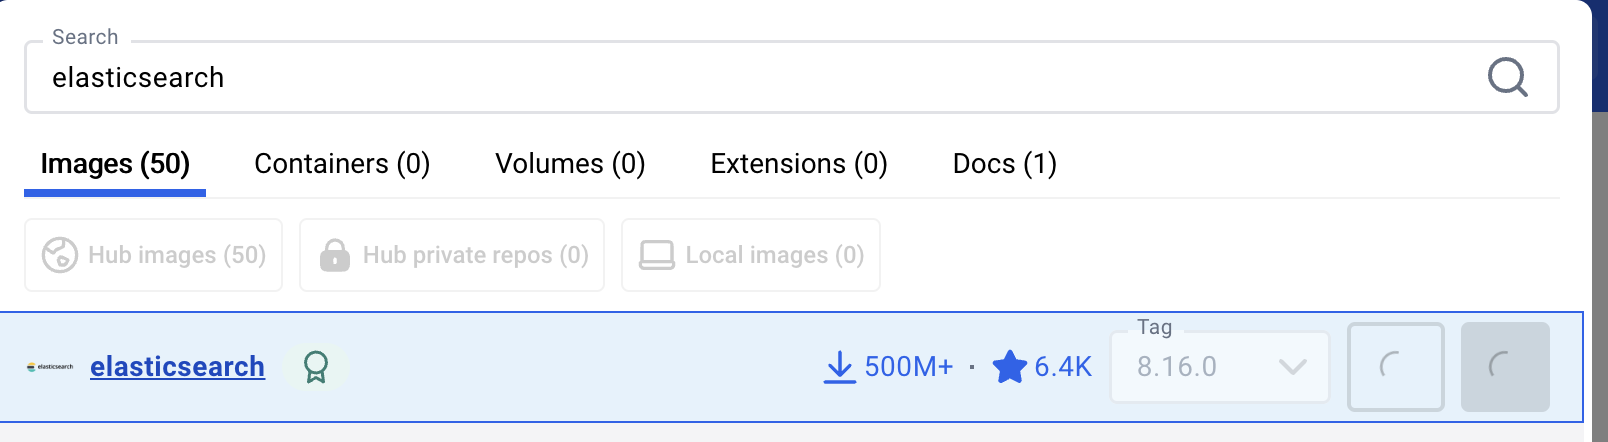 Search
elasticsearch
Images (50) Containers (0) Volumes (0) Extensions (0) Docs (1)
Hub images (50) Hub private repos (0) Local images (0)
elasticsearch elasticsearch 500M+ · 6.4K Tag 8.16.0